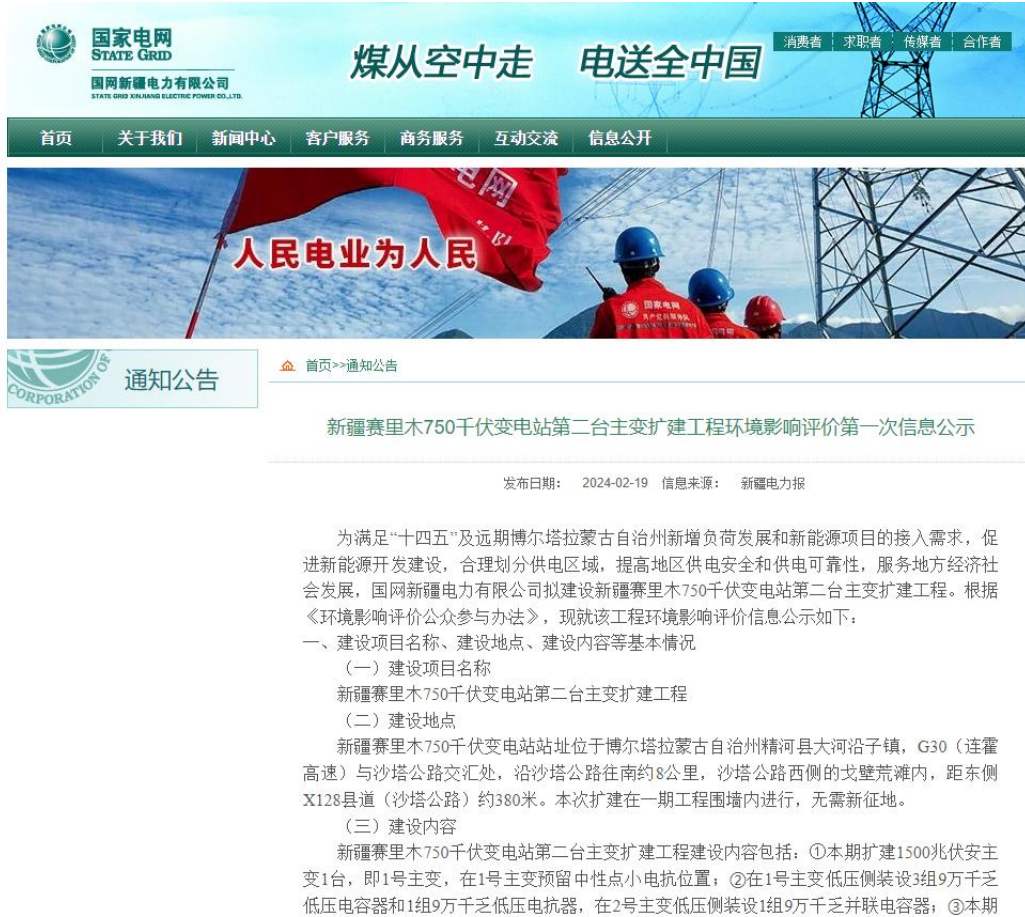 国家电网
STATE GRID
国网新疆电力有限公司
STATE GRID XINJIANG ELECTRIC POWER CO.,LTD.
煤从空中走 电送全中国
消费者 求职者 传媒者 合作者
首页 关于我们 新闻中心 客户服务 商务服务 互动交流 信息公开
人民电业为人民
国家电网
CORPORATION OF
通知公告
首页>>通知公告
新疆赛里木750千伏变电站第二台主变扩建工程环境影响评价第一次信息公示
发布日期： 2024-02-19 信息来源： 新疆电力报
为满足“十四五”及远期博尔塔拉蒙古自治州新增负荷发展和新能源项目的接入需求，促
进新能源开发建设，合理划分供电区域，提高地区供电安全和供电可靠性，服务地方经济社
会发展，国网新疆电力有限公司拟建设新疆赛里木750千伏变电站第二台主变扩建工程。根据
《环境影响评价公众参与办法》，现就该工程环境影响评价信息公示如下：
一、建设项目名称、建设地点、建设内容等基本情况
（一）建设项目名称
新疆赛里木750千伏变电站第二台主变扩建工程
（二）建设地点
新疆赛里木750千伏变电站站址位于博尔塔拉蒙古自治州精河县大河沿子镇，G30（连霍
高速）与沙塔公路交汇处，沿沙塔公路往南约8公里，沙塔公路西侧的戈壁荒滩内，距东侧
X128县道（沙塔公路）约380米。本次扩建在一期工程围墙内进行，无需新征地。
（三）建设内容
新疆赛里木750千伏变电站第二台主变扩建工程建设内容包括：①本期扩建1500兆伏安主
变1台，即1号主变，在1号主变预留中性点小电抗位置；②在1号主变低压侧装设3组9万千乏
低压电容器和1组9万千乏低压电抗器，在2号主变低压侧装设1组9万千乏并联电容器；③本期